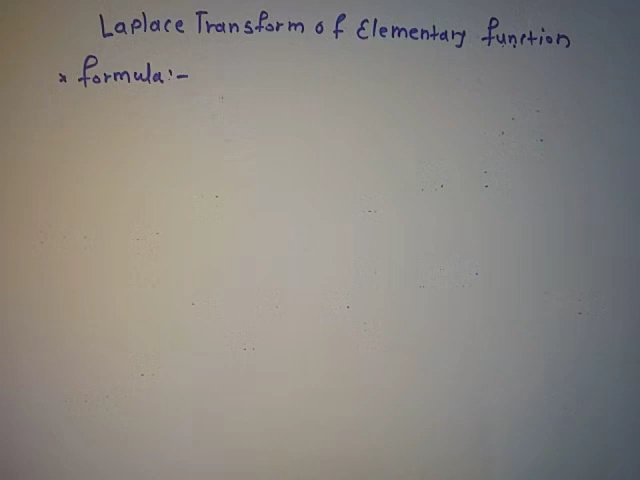 Laplace Transform of Elementary function
* formula:-